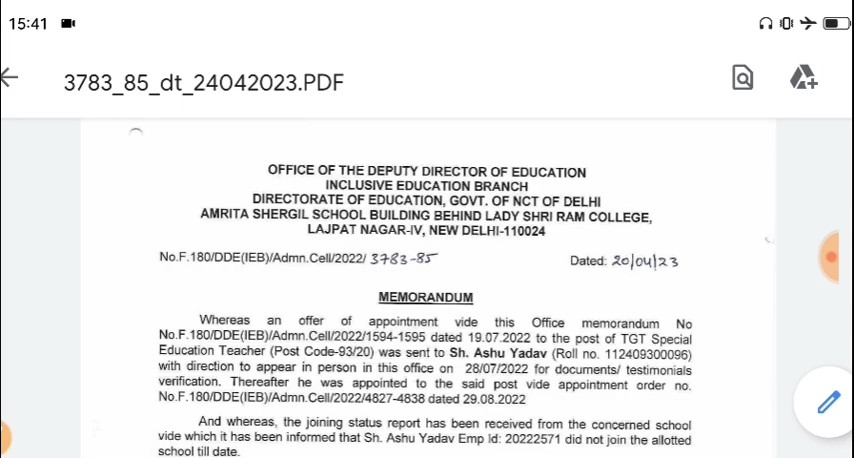 15:41
3783_85_dt_24042023.PDF
OFFICE OF THE DEPUTY DIRECTOR OF EDUCATION
INCLUSIVE EDUCATION BRANCH
DIRECTORATE OF EDUCATION, GOVT. OF NCT OF DELHI
AMRITA SHERGIL SCHOOL BUILDING BEHIND LADY SHRI RAM COLLEGE,
LAJPAT NAGAR-IV, NEW DELHI-110024
No.F.180/DDE(IEB)/Admn.Cell/2022/ 3783-85 Dated: 20/04/23
MEMORANDUM
Whereas an offer of appointment vide this Office memorandum No
No.F.180/DDE(IEB)/Admn.Cell/2022/1594-1595 dated 19.07.2022 to the post of TGT Special
Education Teacher (Post Code-93/20) was sent to Sh. Ashu Yadav (Roll no. 112409300096)
with direction to appear in person in this office on 28/07/2022 for documents/ testimonials
verification. Thereafter he was appointed to the said post vide appointment order no.
No.F.180/DDE(IEB)/Admn.Cell/2022/4827-4838 dated 29.08.2022
And whereas, the joining status report has been received from the concerned school
vide which it has been informed that Sh. Ashu Yadav Emp Id: 20222571 did not join the allotted
school till date.